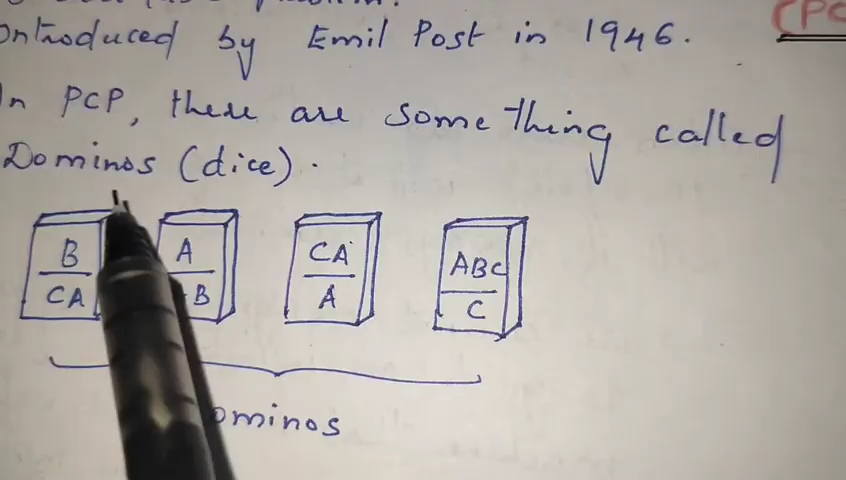 Introduced by Emil Post in 1946.
In PCP, there are something called
Dominos (dice).
B A CA ABC
CA B A C
ominos